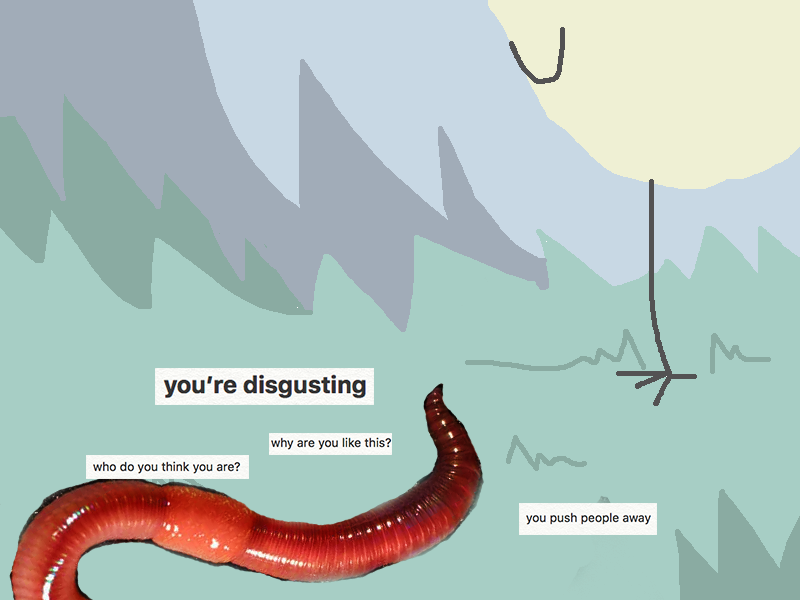 you're disgusting
why are you like this?
who do you think you are?
you push people away